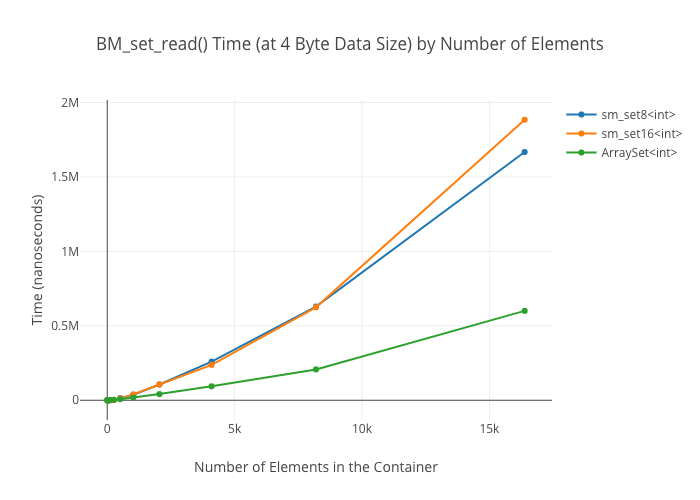 BM_set_read() Time (at 4 Byte Data Size) by Number of Elements
2M
1.5M
1M
0.5M
0
Time (nanoseconds)
0
5k
10k
15k
Number of Elements in the Container
sm_set8<int>
sm_set16<int>
ArraySet<int>